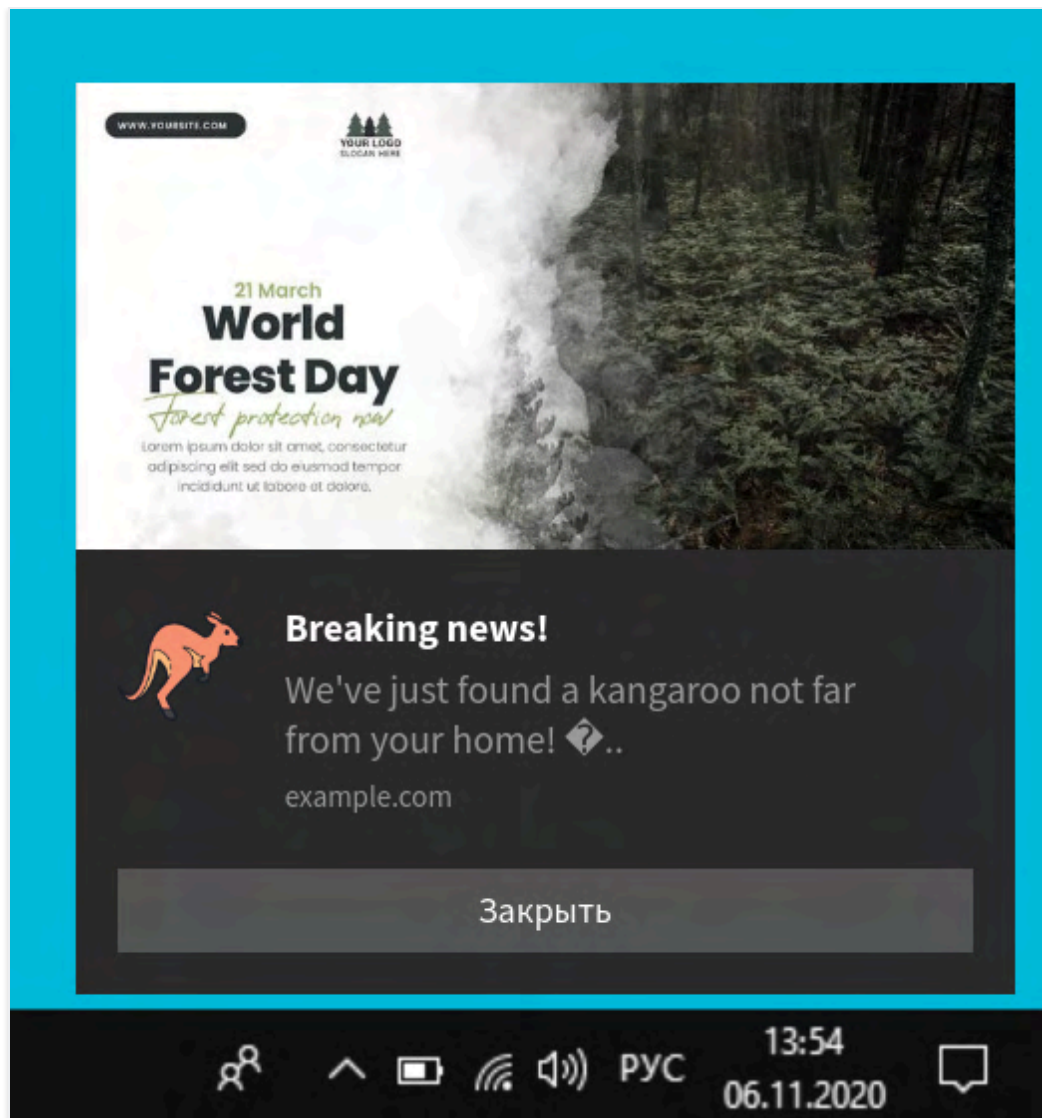 WWW.YOURSITE.COM
YOUR LOGO
SLOGAN HERE
21 March
World
Forest Day
Forest protection now
Lorem ipsum dolor sit amet, consectetur
adipiscing elit sed do eiusmod tempor
incididunt ut labore et dolore.
Breaking news!
We've just found a kangaroo not far
from your home! �..
example.com
Закрыть
РУС
13:54
06.11.2020